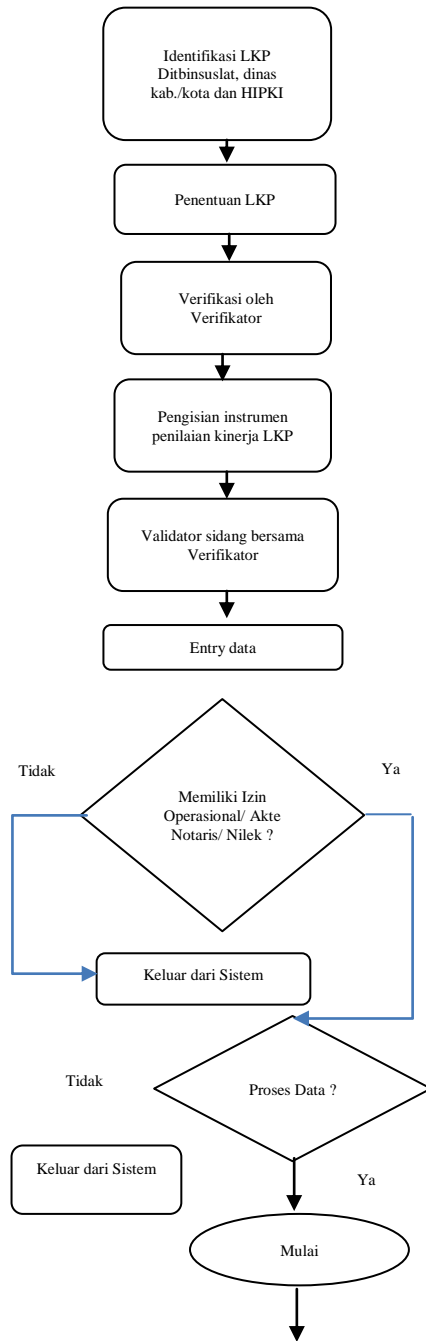 Identifikasi LKP
Ditbinsuslat, dinas
kab./kota dan HIPKI
Penentuan LKP
Verifikasi oleh
Verifikator
Pengisian instrumen
penilaian kinerja LKP
Validator sidang bersama
Verifikator
Entry data
Tidak
Ya
Memiliki Izin
Operasional/ Akte
Notaris/ Nilek ?
Keluar dari Sistem
Tidak
Proses Data ?
Keluar dari Sistem
Ya
Mulai